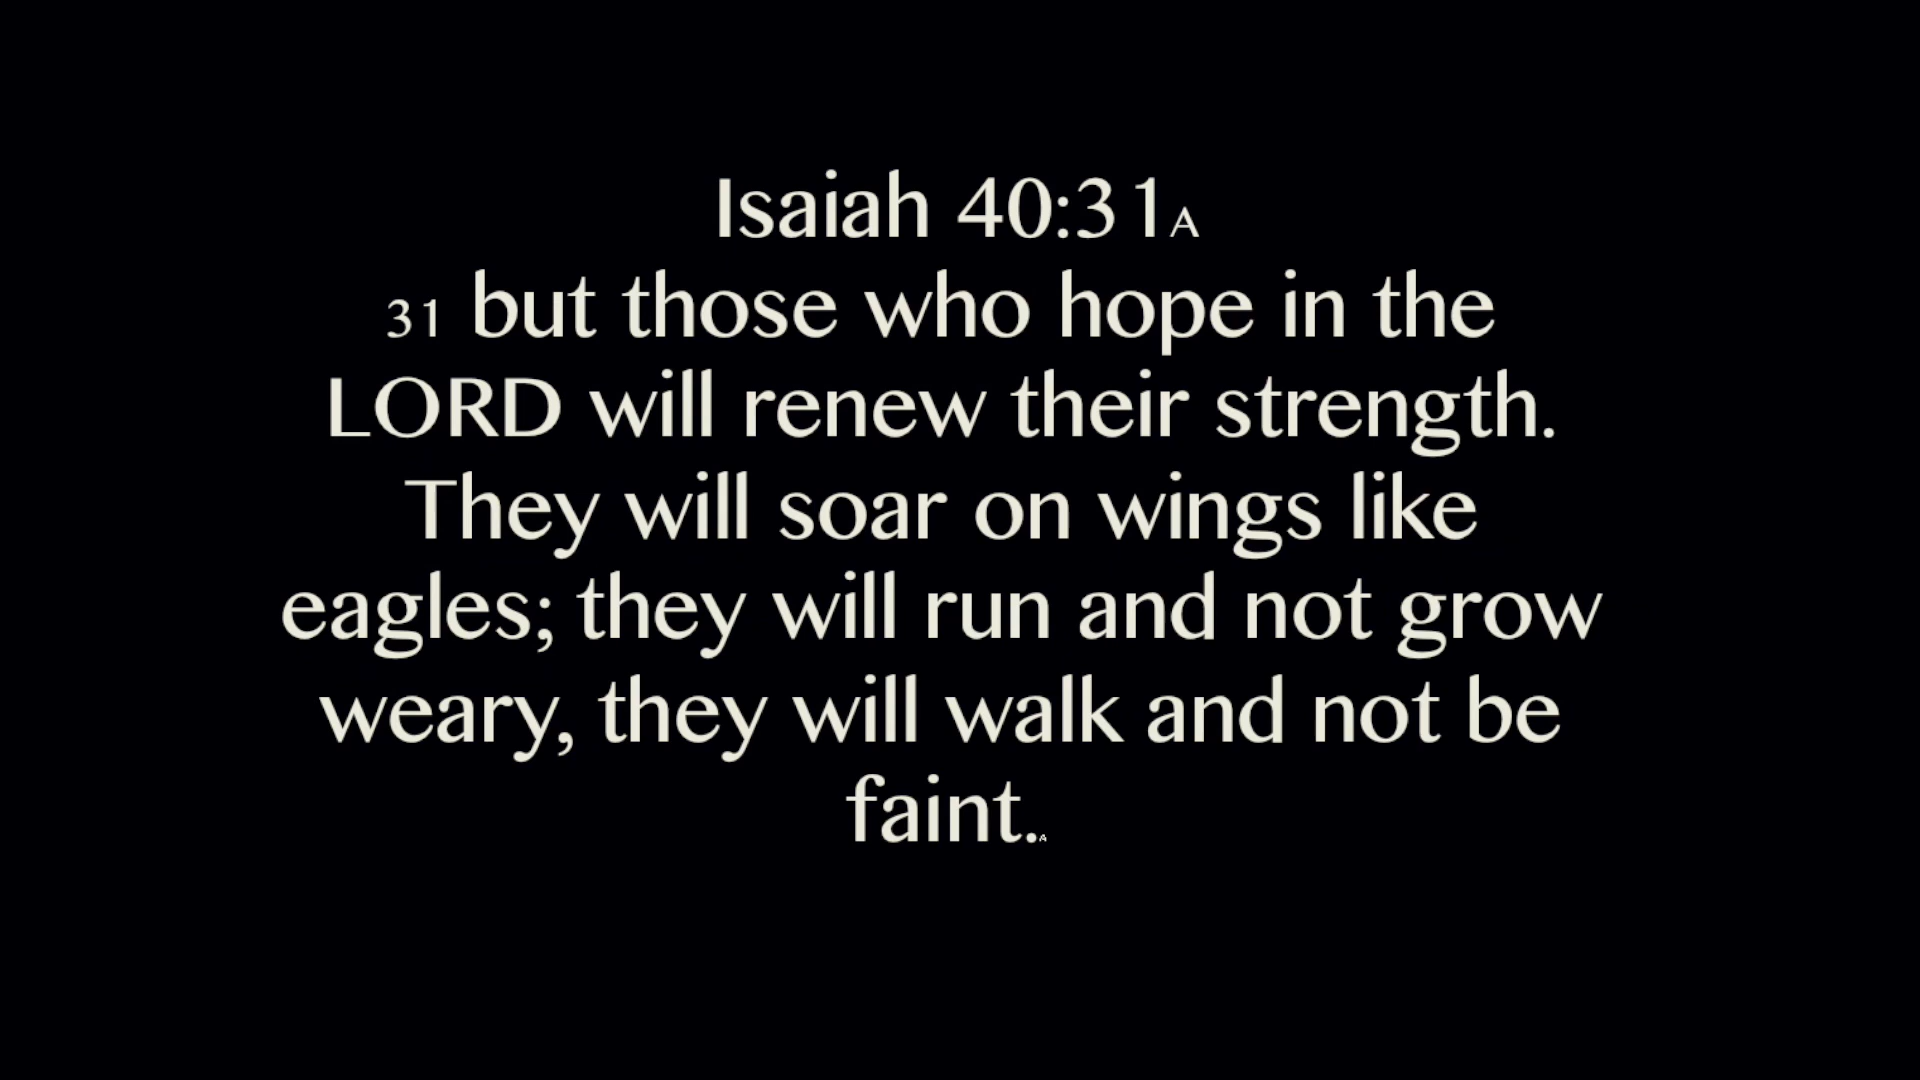 Isaiah 40:31A
31 but those who hope in the
LORD will renew their strength.
They will soar on wings like
eagles; they will run and not grow
weary, they will walk and not be
faint.A